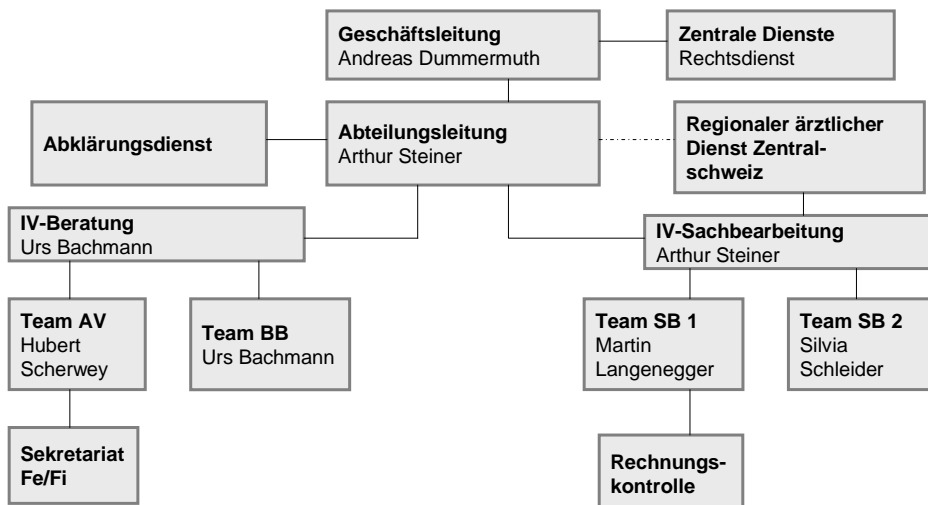 Geschäftsleitung
Andreas Dummermuth
Zentrale Dienste
Rechtsdienst
Abklärungsdienst
Abteilungsleitung
Arthur Steiner
Regionaler ärztlicher
Dienst Zentral-
schweiz
IV-Beratung
Urs Bachmann
IV-Sachbearbeitung
Arthur Steiner
Team AV
Hubert
Scherwey
Team BB
Urs Bachmann
Team SB 1
Martin
Langenegger
Team SB 2
Silvia
Schleider
Sekretariat
Fe/Fi
Rechnungs-
kontrolle